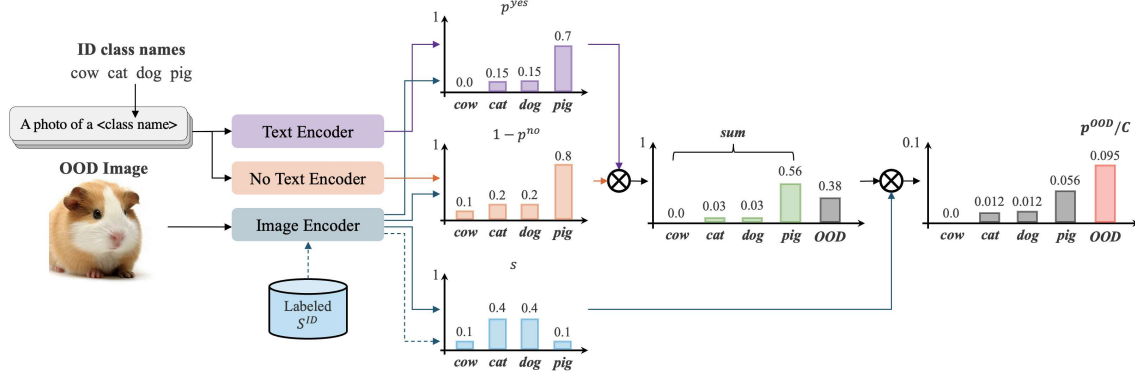 ID class names
cow cat dog pig
A photo of a <class name>
OOD Image
Text Encoder
No Text Encoder
Image Encoder
Labeled
S^{ID}
p^{yes}
1
0.0
0.15
0.15
0.7
cow cat dog pig
1 − p^{no}
1
0.1
0.2
0.2
0.8
cow cat dog pig
s
1
0.1
0.4
0.4
0.1
cow cat dog pig
sum
1
0.0
0.03
0.03
0.56
0.38
cow cat dog pig OOD
p^{OOD}/C
0.1
0.0
0.012
0.012
0.056
0.095
cow cat dog pig OOD